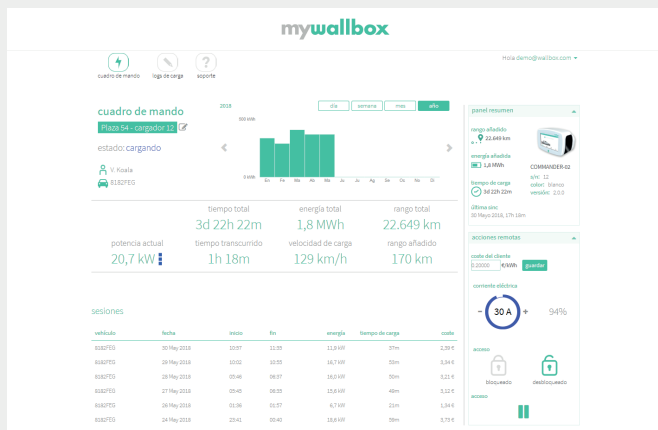 mywallbox
cuadro de mando
logs de carga
soporte
Hola demo@wallbox.com
cuadro de mando
Plaza 54 - cargador 12
estado: cargando
V. Koala
8182FEG
2018
día
semana
mes
año
500 kWh
0 kWh
En Fe Ma Ab Ma Ju Ju Ag Se Oc No Di
tiempo total
energía total
rango total
3d 22h 22m
1,8 MWh
22.649 km
potencia actual
tiempo transcurrido
velocidad de carga
rango añadido
20,7 kW
1h 18m
129 km/h
170 km
panel resumen
rango añadido
22.649 km
energía añadida
1,8 MWh
tiempo de carga
3d 22h 22m
última sinc
30 Mayo 2018, 17h 18m
COMMANDER-02
s/n: 12
color: blanco
versión: 2.0.0
acciones remotas
coste del cliente
0.20000 €/kWh guardar
corriente eléctrica
- 30 A + 94%
acceso
bloqueado
desbloqueado
acceso
sesiones
vehículo fecha inicio fin energía tiempo de carga coste
8182FEG 30 May 2018 10:57 11:35 11,9 kW 37m 2,39 €
8182FEG 29 May 2018 10:02 10:55 16,7 kW 53m 3,34 €
8182FEG 28 May 2018 05:46 06:37 16,0 kW 50m 3,21 €
8182FEG 27 May 2018 05:45 06:35 15,6 kW 49m 3,12 €
8182FEG 26 May 2018 01:36 01:57 6,7 kW 21m 1,34 €
8182FEG 24 May 2018 23:41 00:40 18,6 kW 59m 3,73 €